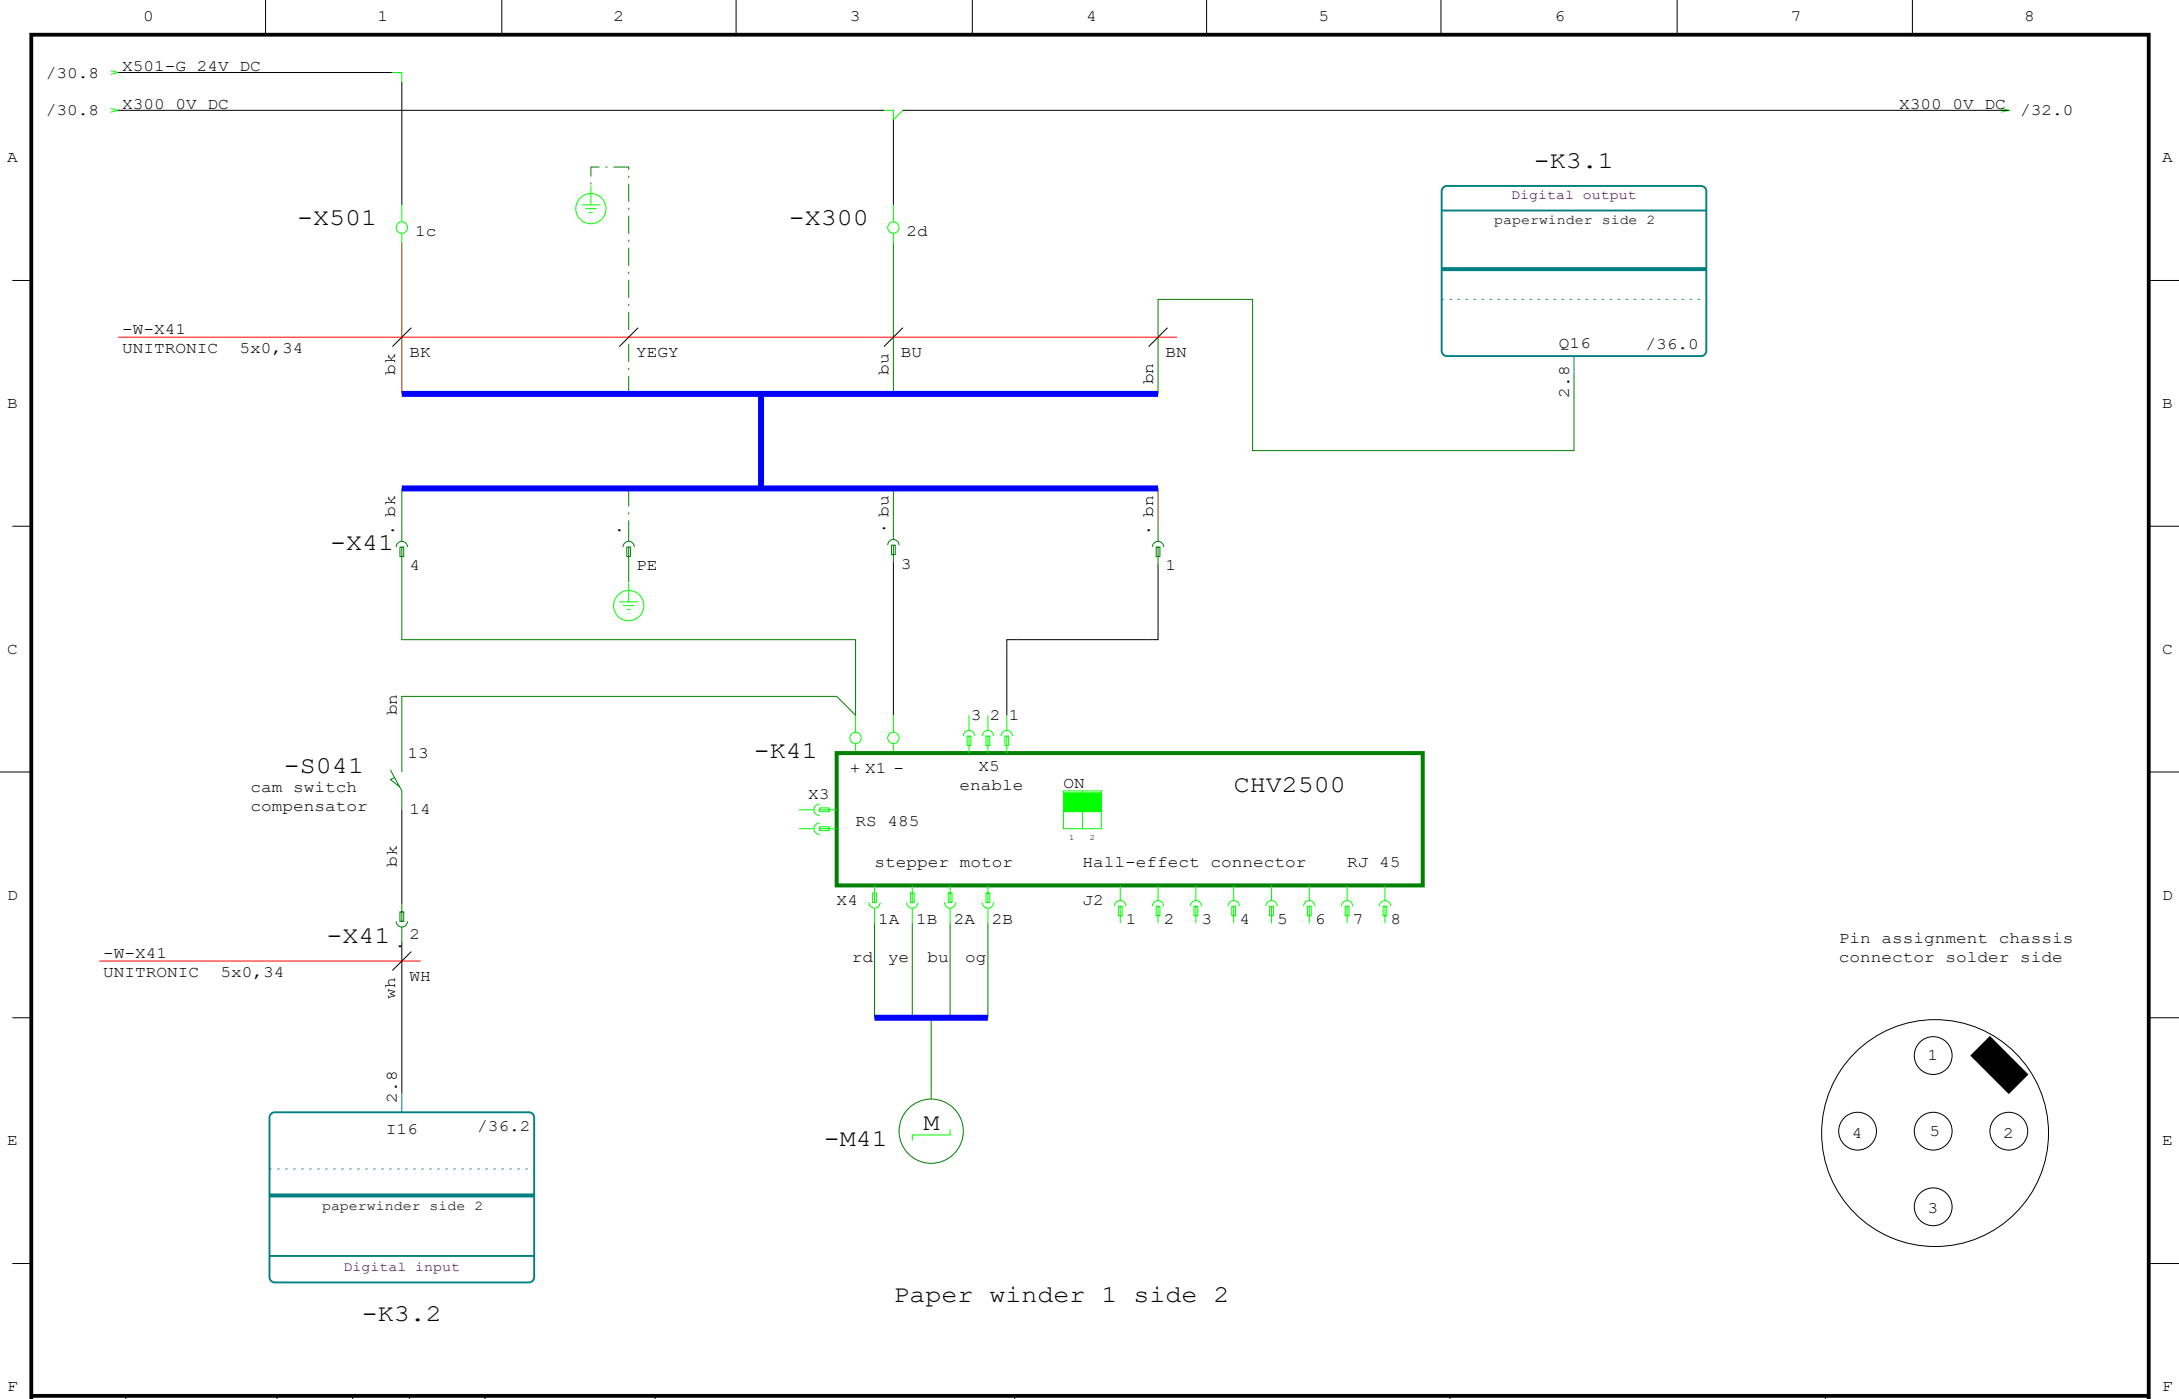 0 1 2 3 4 5 6 7 8
/30.8 X501-G 24V DC
/30.8 X300 0V DC X300 0V DC /32.0
A A
-K3.1
Digital output
paperwinder side 2
-X501 1c
-X300 2d
-W-X41
UNITRONIC 5x0,34
BK YEGY BU BN
bk bu bn
Q16 /36.0
2.8
B B
.bk . .bu .bn
-X41
4 PE 3 1
C C
bn
3 2 1
-K41
13
-S041
cam switch
compensator
14
+ X1 - X5
enable
ON
CHV2500
X3
RS 485
1 2
bk
stepper motor Hall-effect connector RJ 45
D D
X4 1A 1B 2A 2B
J2 1 2 3 4 5 6 7 8
-X41. 2
-W-X41
UNITRONIC 5x0,34
WH
wh
rd ye bu og
Pin assignment chassis
connector solder side
1
4 5 2
3
2.8
I16 /36.2
M
-M41
E E
paperwinder side 2
Digital input
-K3.2
Paper winder 1 side 2
F F